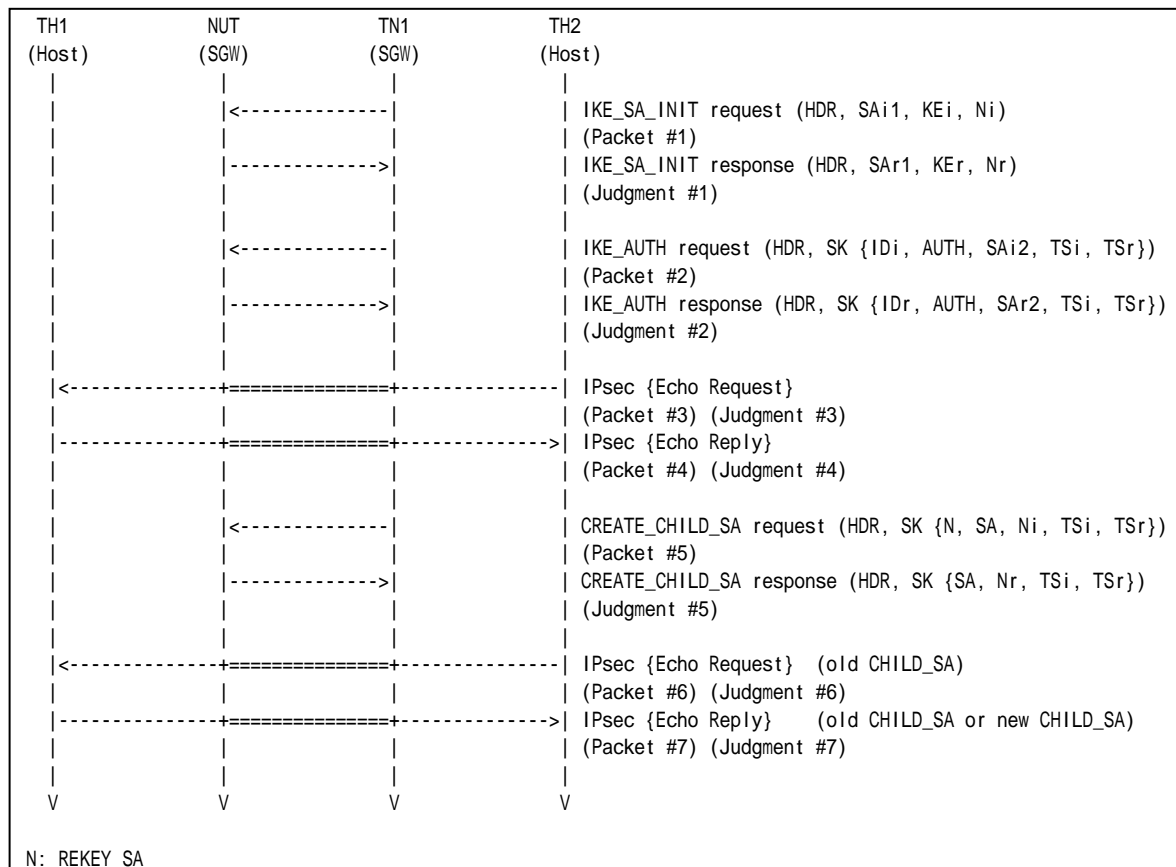 TH1 NUT TN1 TH2
(Host) (SGW) (SGW) (Host)
| | | |
| |<--------------| | IKE_SA_INIT request (HDR, SAi1, KEi, Ni)
| | | | (Packet #1)
| |-------------->| | IKE_SA_INIT response (HDR, SAr1, KEr, Nr)
| | | | (Judgment #1)
| | | |
| |<--------------| | IKE_AUTH request (HDR, SK {IDi, AUTH, SAi2, TSi, TSr})
| | | | (Packet #2)
| |-------------->| | IKE_AUTH response (HDR, SK {IDr, AUTH, SAr2, TSi, TSr})
| | | | (Judgment #2)
| | | |
|<--------------+===============+--------------| IPsec {Echo Request}
| | | | (Packet #3) (Judgment #3)
|---------------+===============+------------->| IPsec {Echo Reply}
| | | | (Packet #4) (Judgment #4)
| | | |
| |<--------------| | CREATE_CHILD_SA request (HDR, SK {N, SA, Ni, TSi, TSr})
| | | | (Packet #5)
| |-------------->| | CREATE_CHILD_SA response (HDR, SK {SA, Nr, TSi, TSr})
| | | | (Judgment #5)
| | | |
|<--------------+===============+--------------| IPsec {Echo Request} (old CHILD_SA)
| | | | (Packet #6) (Judgment #6)
|---------------+===============+------------->| IPsec {Echo Reply} (old CHILD_SA or new CHILD_SA)
| | | | (Packet #7) (Judgment #7)
| | | |
V V V V
N: REKEY_SA